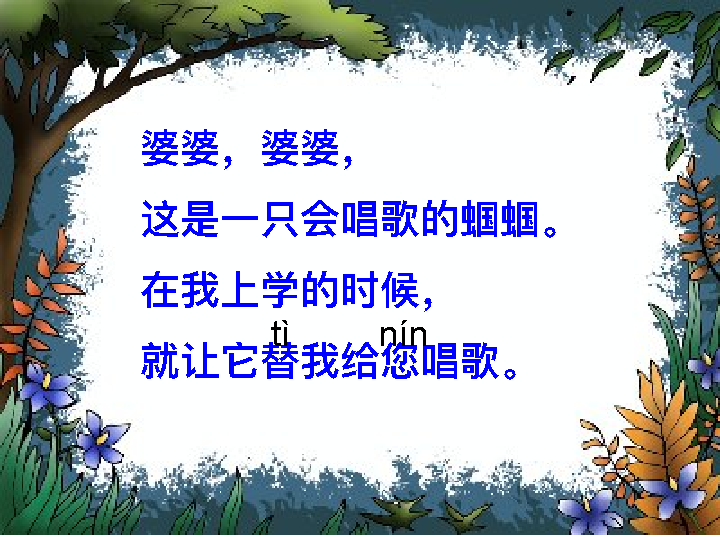 婆婆，婆婆，
这是一只会唱歌的蝈蝈。
在我上学的时候，
tì nín
就让它替我给您唱歌。